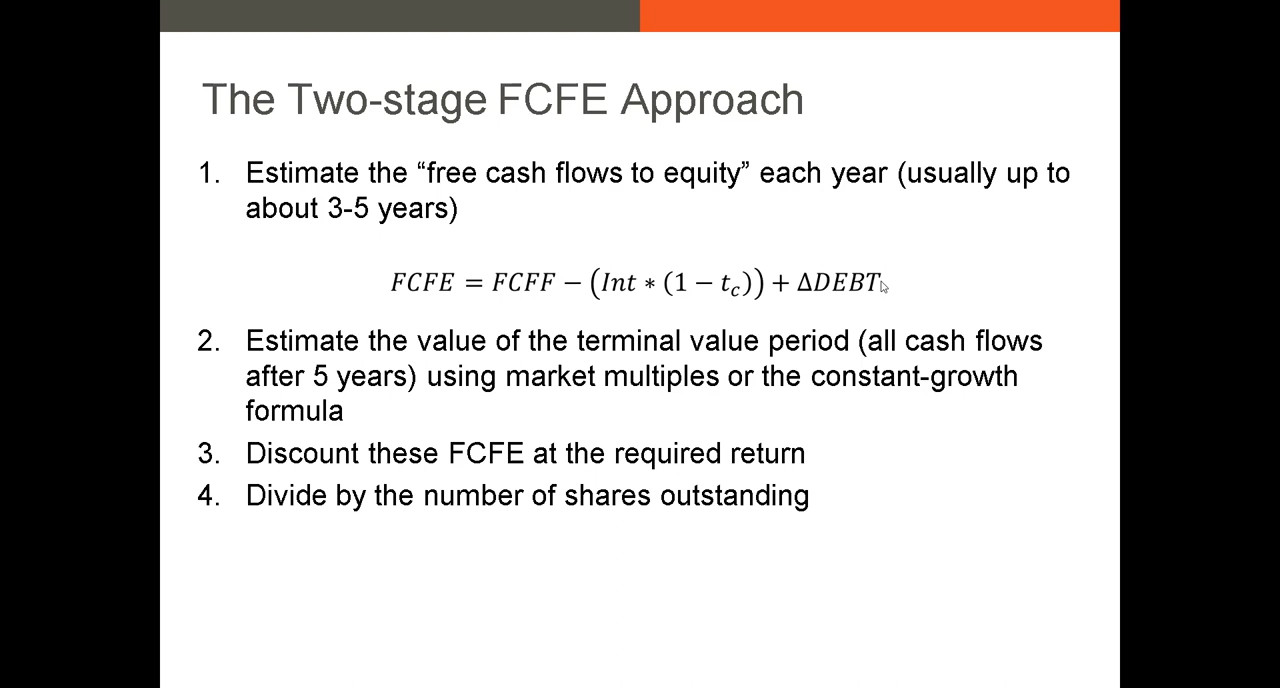 The Two-stage FCFE Approach
1. Estimate the “free cash flows to equity” each year (usually up to
about 3-5 years)
FCFE = FCFF − (Int ∗ (1 − t_c)) + ΔDEBT
2. Estimate the value of the terminal value period (all cash flows
after 5 years) using market multiples or the constant-growth
formula
3. Discount these FCFE at the required return
4. Divide by the number of shares outstanding